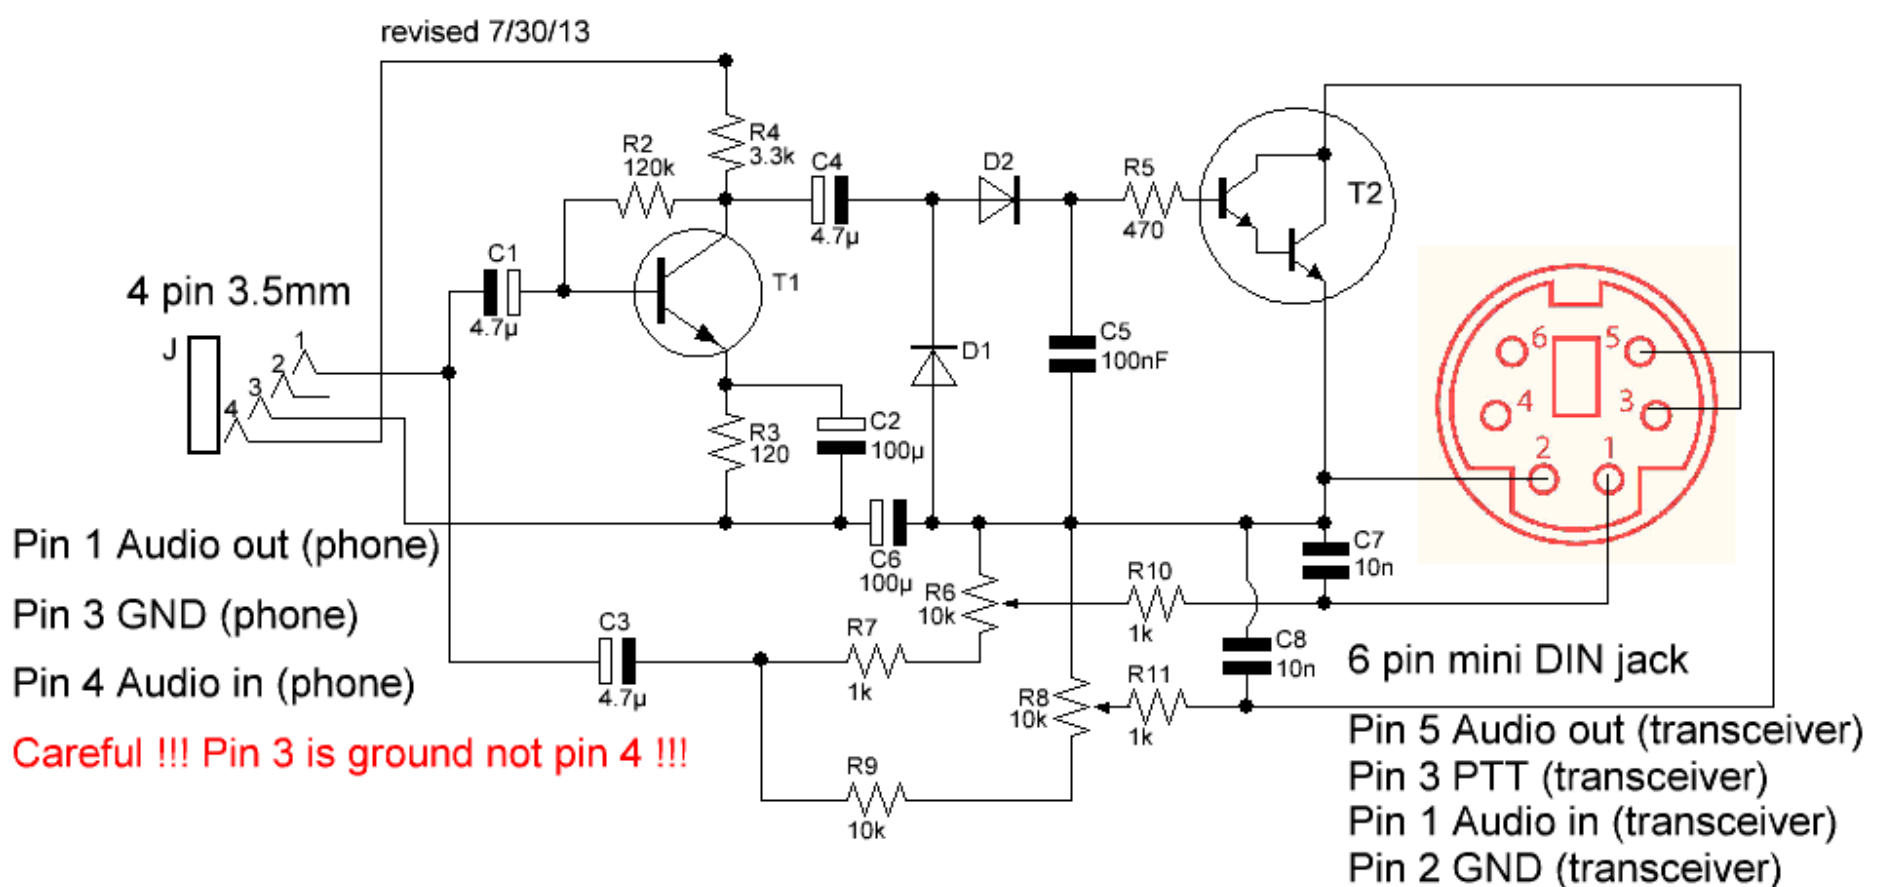 revised 7/30/13
R4
3.3k
R2
120k
C4
4.7µ
D2
R5
470
T2
C1
4.7µ
T1
4 pin 3.5mm
J
1
2
3
4
D1
C5
100nF
R3
120
C2
100µ
6
5
4
3
2
1
Pin 1 Audio out (phone)
Pin 3 GND (phone)
Pin 4 Audio in (phone)
Careful !!! Pin 3 is ground not pin 4 !!!
C6
100µ
R6
10k
R10
1k
C7
10n
C3
4.7µ
R7
1k
R8
10k
R11
1k
C8
10n
R9
10k
6 pin mini DIN jack
Pin 5 Audio out (transceiver)
Pin 3 PTT (transceiver)
Pin 1 Audio in (transceiver)
Pin 2 GND (transceiver)